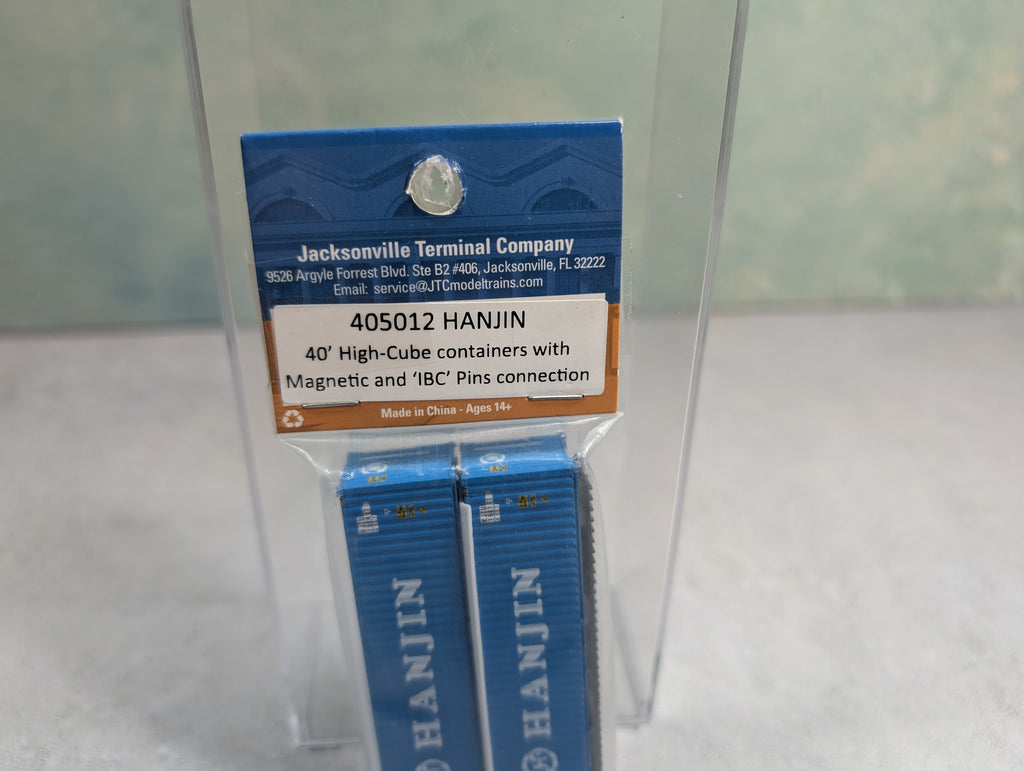 Jacksonville Terminal Company
9526 Argyle Forrest Blvd. Ste B2 #406, Jacksonville, FL 32222
Email: service@JTCmodeltrains.com
405012 HANJIN
40’ High-Cube containers with
Magnetic and ‘IBC’ Pins connection
Made in China - Ages 14+
HANJIN
HANJIN